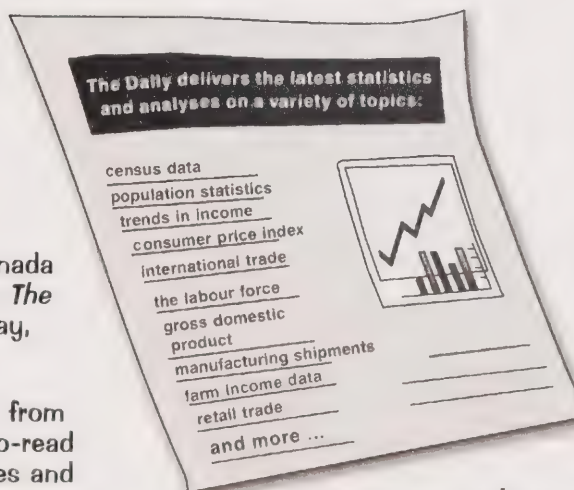 The Daily delivers the latest statistics
and analyses on a variety of topics:
census data
population statistics
trends in income
consumer price index
international trade
the labour force
gross domestic
product
manufacturing shipments
farm income data
retail trade
and more ...
nada
The
ay,
from
o-read
es and